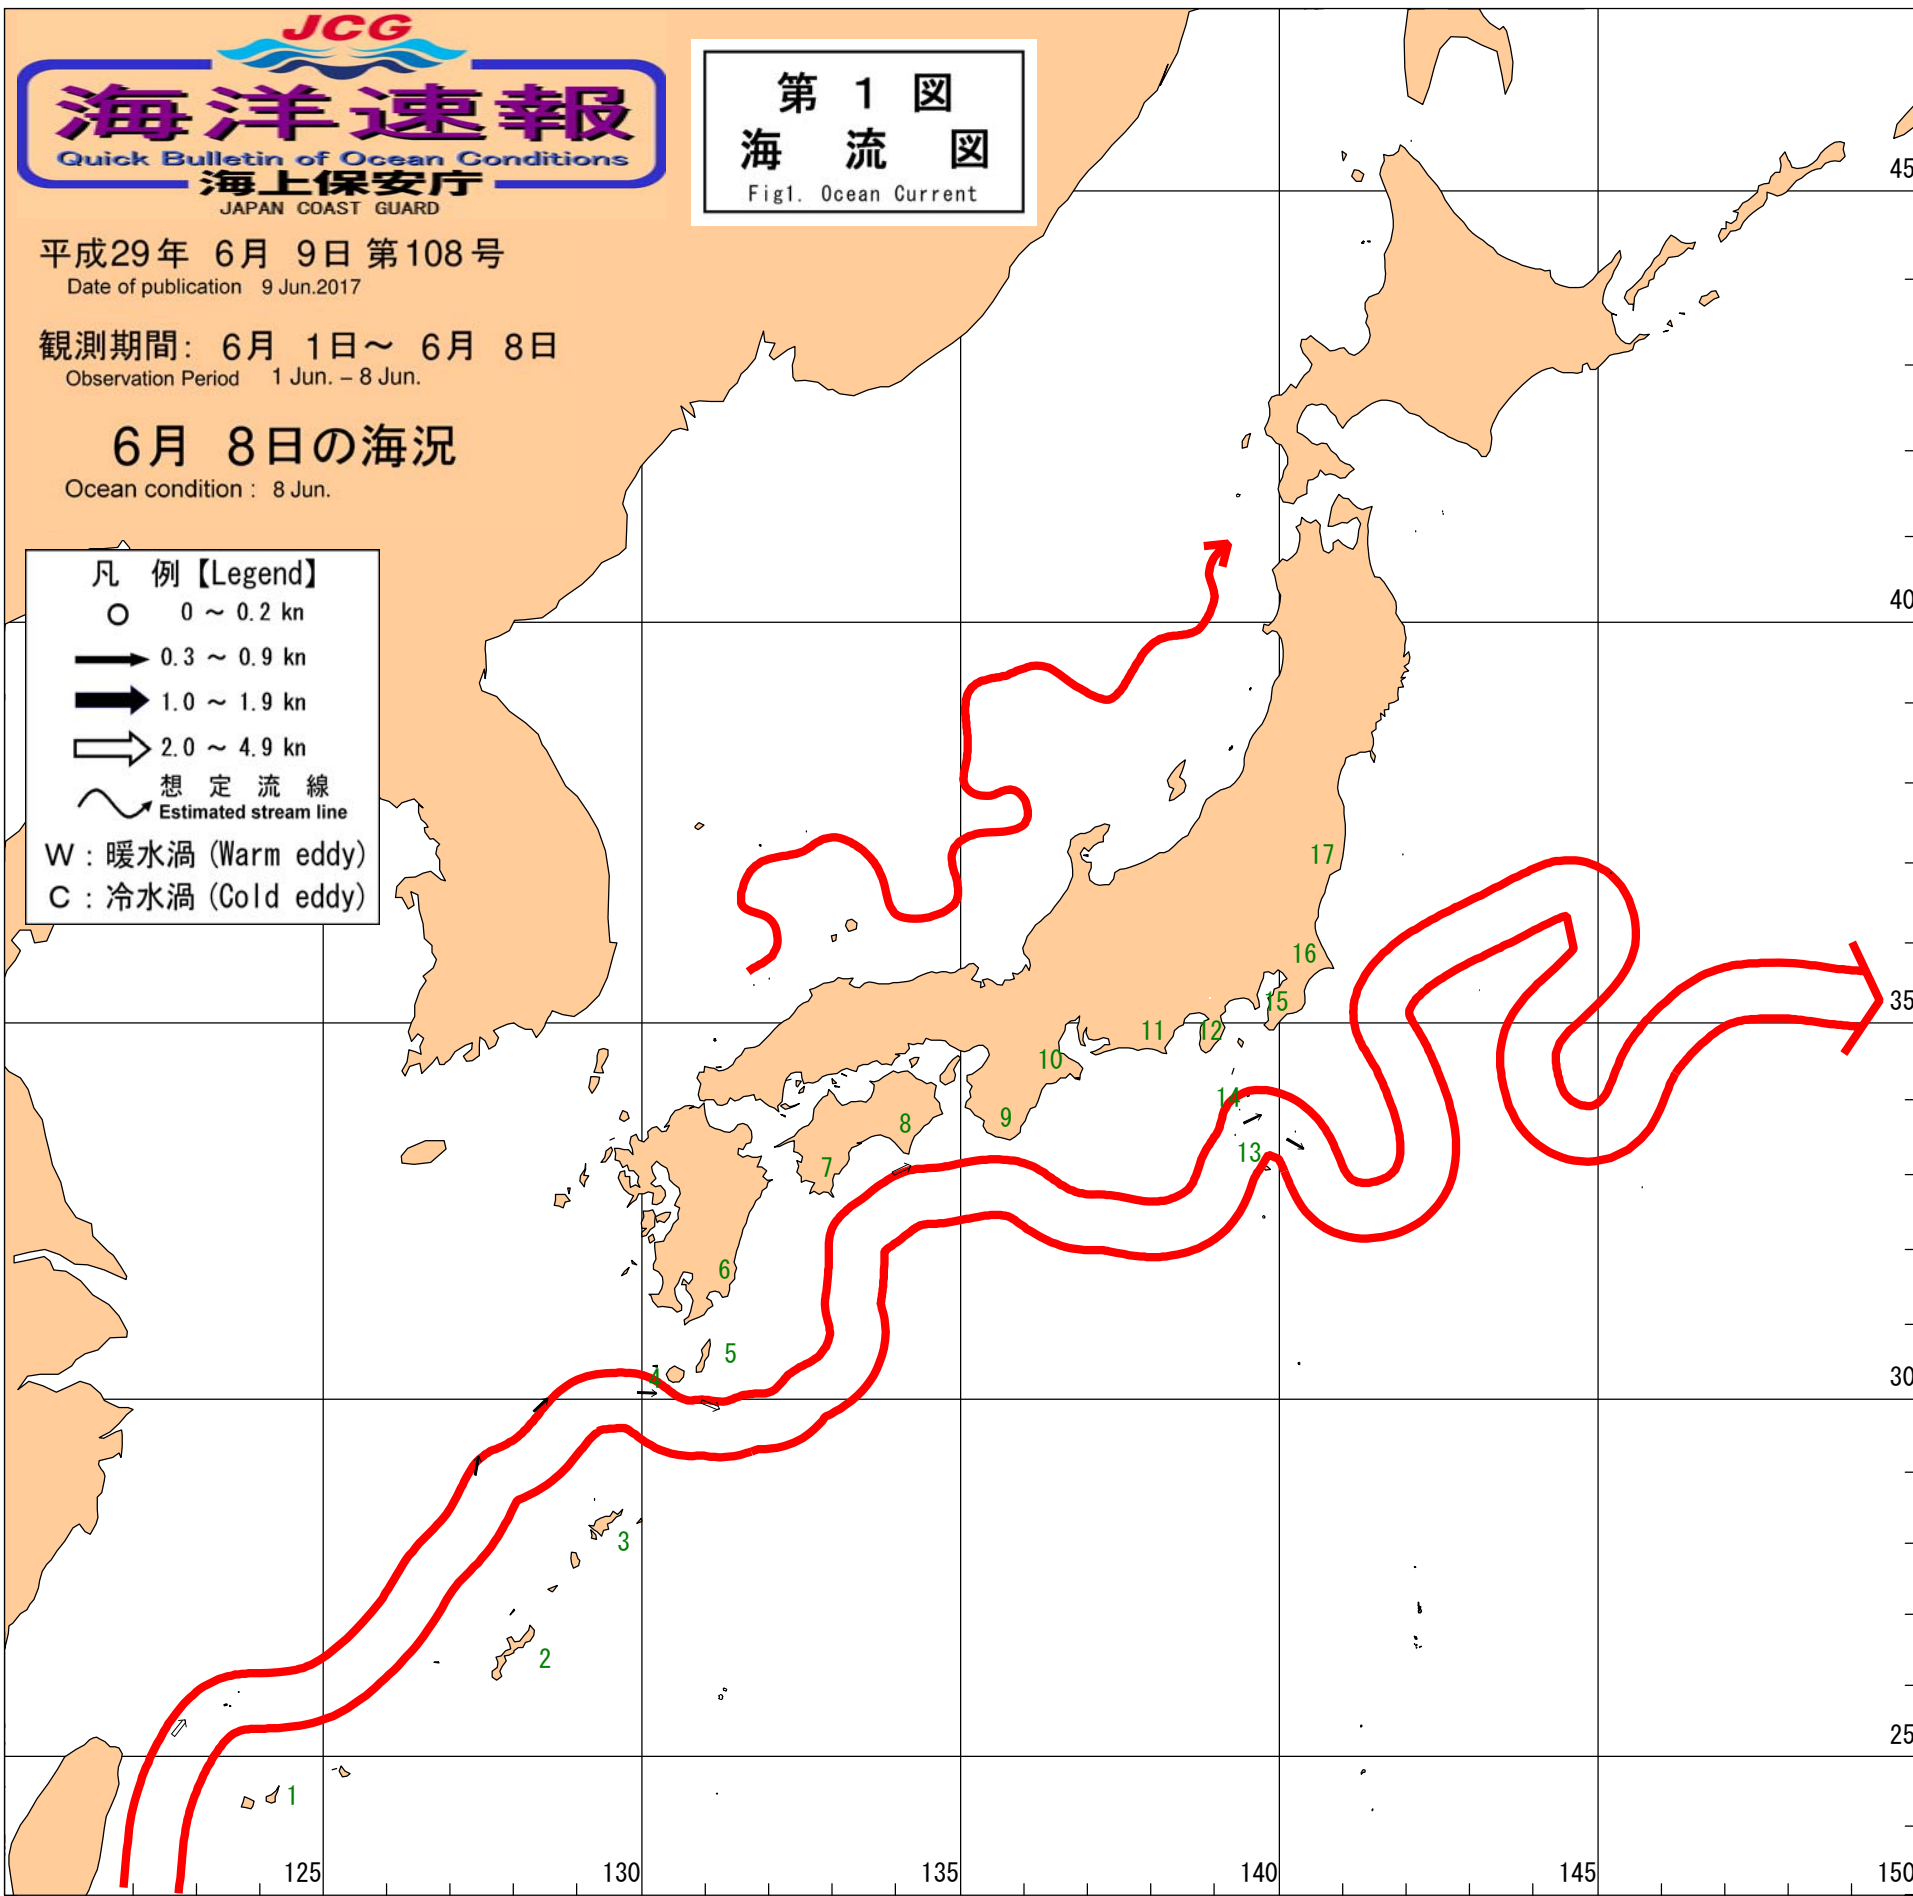 JCG
海洋速報
Quick Bulletin of Ocean Conditions
海上保安庁
JAPAN COAST GUARD
第 1 図
海 流 図
Fig1. Ocean Current
平成29年 6月 9日 第108号
Date of publication 9 Jun.2017
観測期間: 6月 1日～ 6月 8日
Observation Period 1 Jun. – 8 Jun.
6月 8日の海況
Ocean condition : 8 Jun.
凡 例【Legend】
0 ～ 0.2 kn
0.3 ～ 0.9 kn
1.0 ～ 1.9 kn
2.0 ～ 4.9 kn
想 定 流 線
Estimated stream line
W : 暖水渦 (Warm eddy)
C : 冷水渦 (Cold eddy)
45
40
17
16
35
15
12
11
10
14
9
8
13
7
6
5
4
30
3
2
25
1
125
130
135
140
145
150